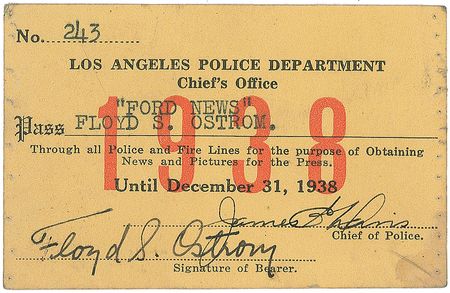 No. 243
LOS ANGELES POLICE DEPARTMENT
Chief's Office
1938
"FORD NEWS"
Pass FLOYD S. OSTROM.
Through all Police and Fire Lines for the purpose of Obtaining
News and Pictures for the Press.
Until December 31, 1938
James
Chief of Police.
Floyd S. Ostrom
Signature of Bearer.